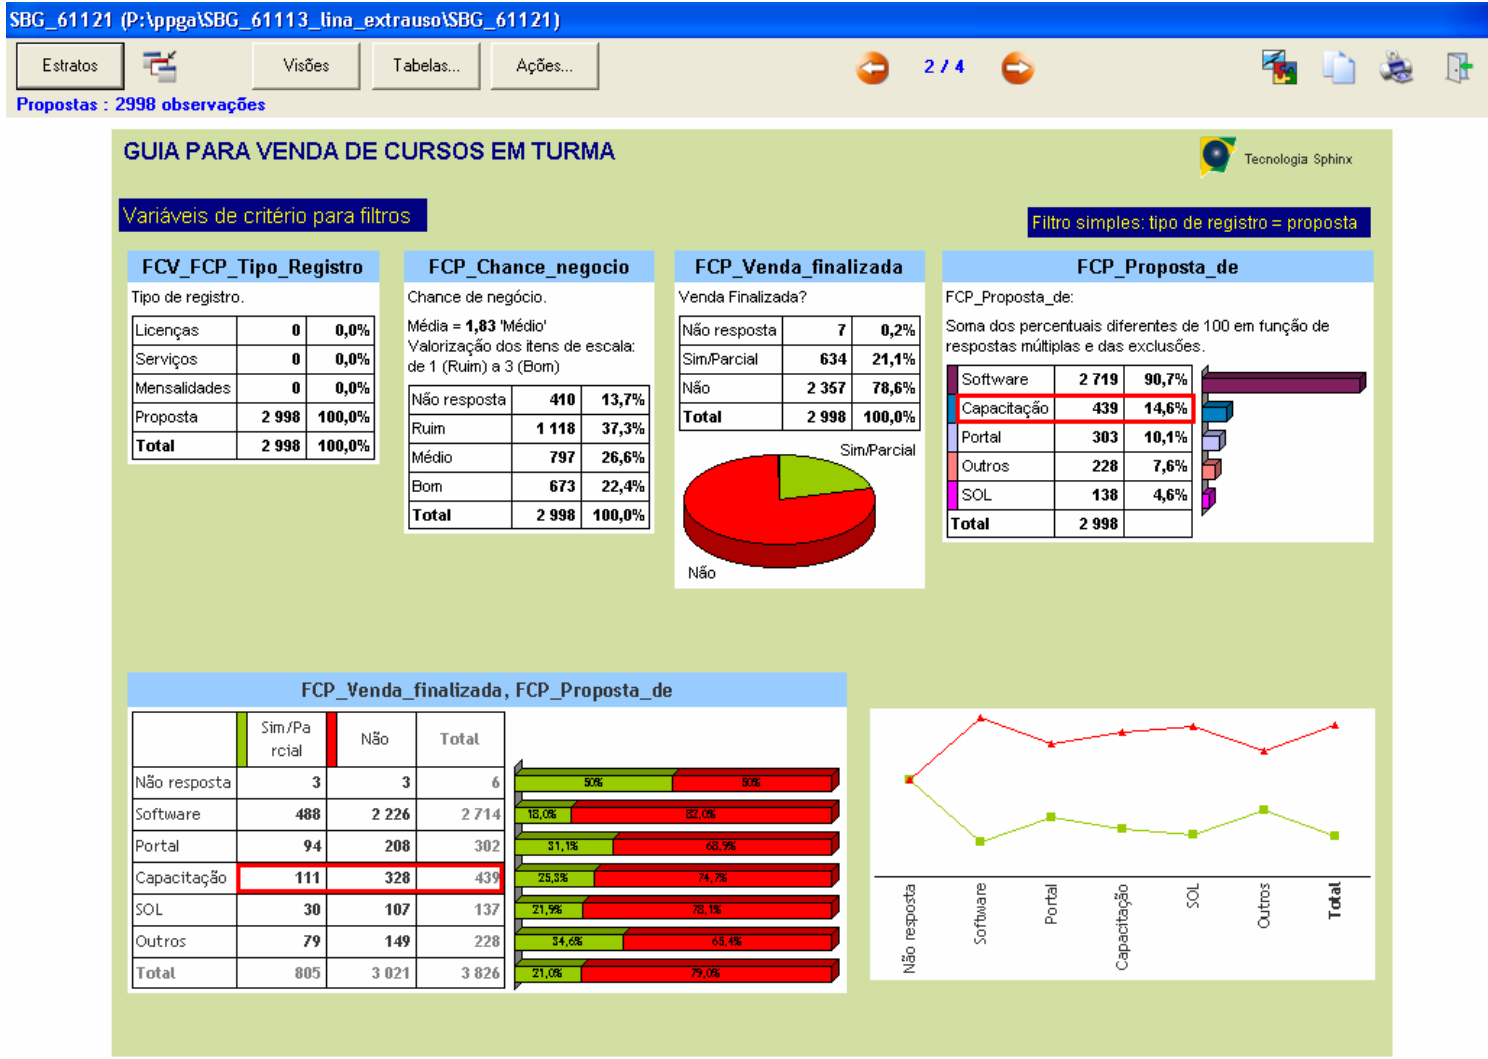 SBG_61121 (P:\ppga\SBG_61113_lina_extrauso\SBG_61121)
Estratos Visões Tabelas... Ações... 2 / 4
Propostas : 2998 observações
GUIA PARA VENDA DE CURSOS EM TURMA
Tecnologia Sphinx
Variáveis de critério para filtros
Filtro simples: tipo de registro = proposta
FCV_FCP_Tipo_Registro
Tipo de registro.
Licenças 0 0,0%
Serviços 0 0,0%
Mensalidades 0 0,0%
Proposta 2 998 100,0%
Total 2 998 100,0%
FCP_Chance_negocio
Chance de negócio.
Média = 1,83 'Médio'
Valorização dos itens de escala:
de 1 (Ruim) a 3 (Bom)
Não resposta 410 13,7%
Ruim 1 118 37,3%
Médio 797 26,6%
Bom 673 22,4%
Total 2 998 100,0%
FCP_Venda_finalizada
Venda Finalizada?
Não resposta 7 0,2%
Sim/Parcial 634 21,1%
Não 2 357 78,6%
Total 2 998 100,0%
Sim/Parcial
Não
FCP_Proposta_de
FCP_Proposta_de:
Soma dos percentuais diferentes de 100 em função de
respostas múltiplas e das exclusões.
Software 2 719 90,7%
Capacitação 439 14,6%
Portal 303 10,1%
Outros 228 7,6%
SOL 138 4,6%
Total 2 998
FCP_Venda_finalizada, FCP_Proposta_de
Sim/Pa
rcial Não Total
Não resposta 3 3 6 50% 50%
Software 488 2 226 2 714 18,0% 82,0%
Portal 94 208 302 31,1% 68,9%
Capacitação 111 328 439 25,3% 74,7%
SOL 30 107 137 21,9% 78,1%
Outros 79 149 228 34,6% 65,4%
Total 805 3 021 3 826 21,0% 79,0%
Não resposta
Software
Portal
Capacitação
SOL
Outros
Total